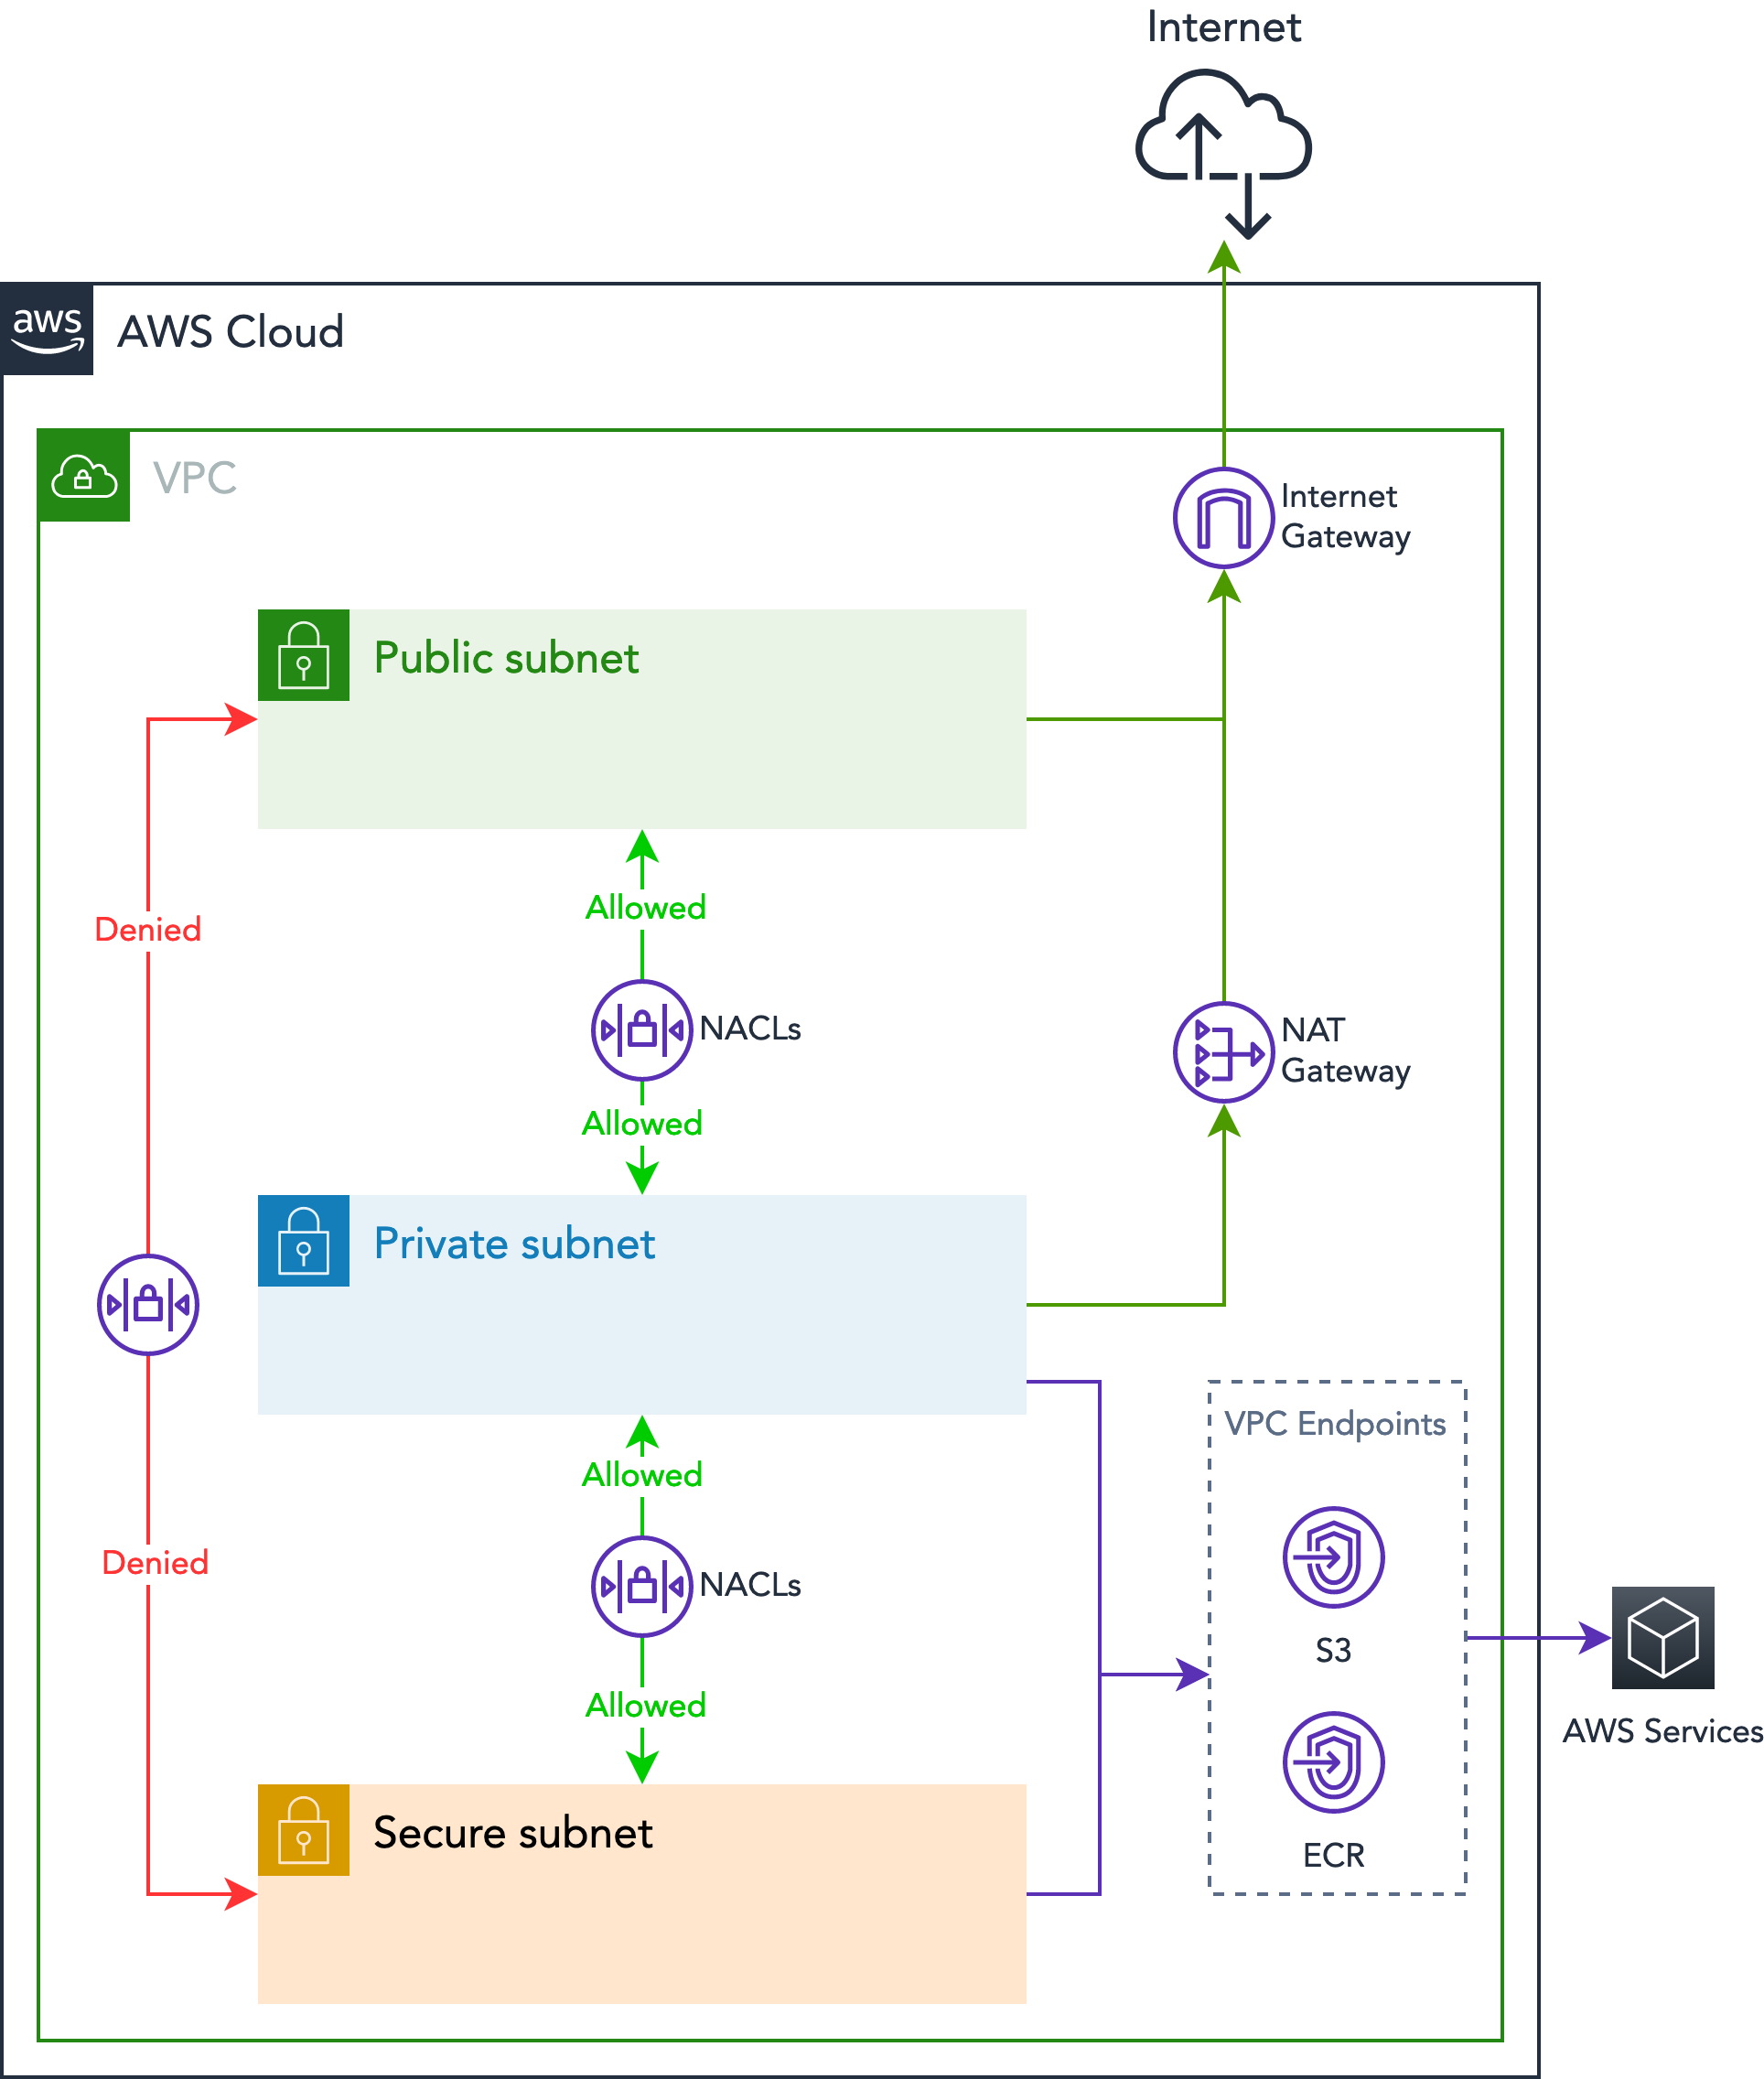 Internet
aws
AWS Cloud
VPC
Internet
Gateway
Public subnet
Allowed
Denied
NACLs
NAT
Gateway
Allowed
Private subnet
VPC Endpoints
Allowed
Denied
NACLs
S3
Allowed
AWS Services
Secure subnet
ECR